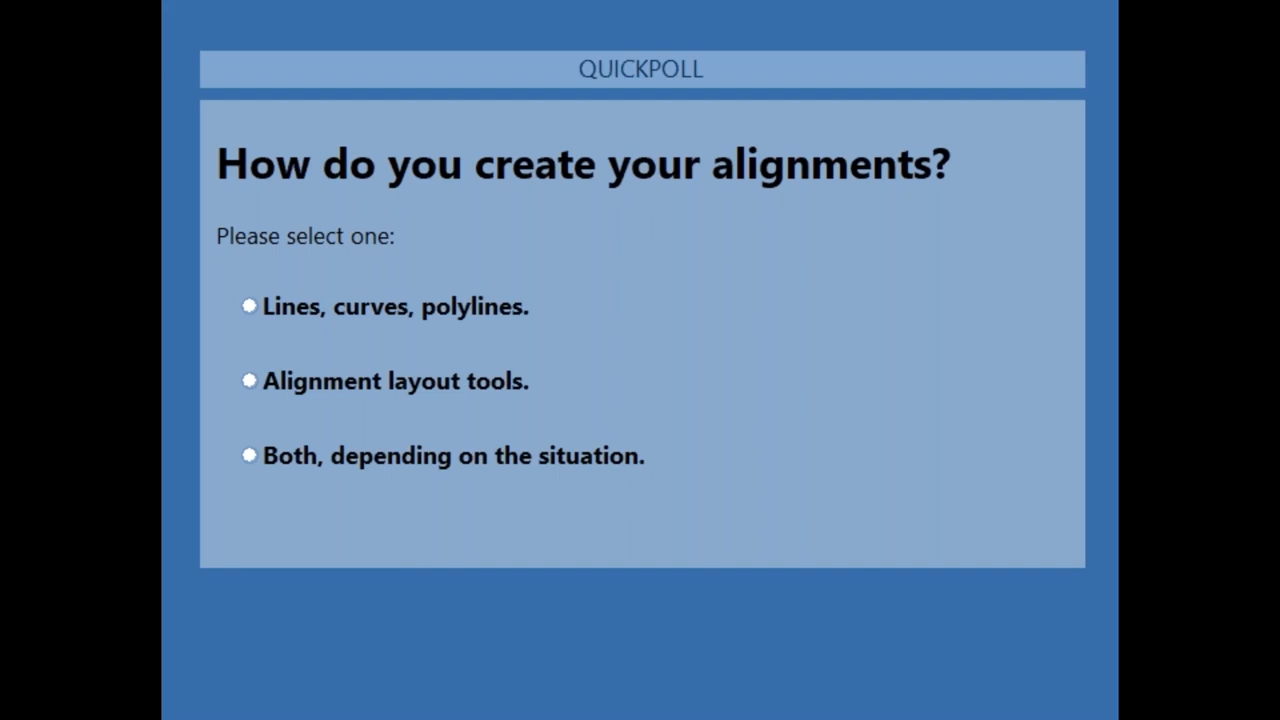 QUICKPOLL
How do you create your alignments?
Please select one:
Lines, curves, polylines.
Alignment layout tools.
Both, depending on the situation.